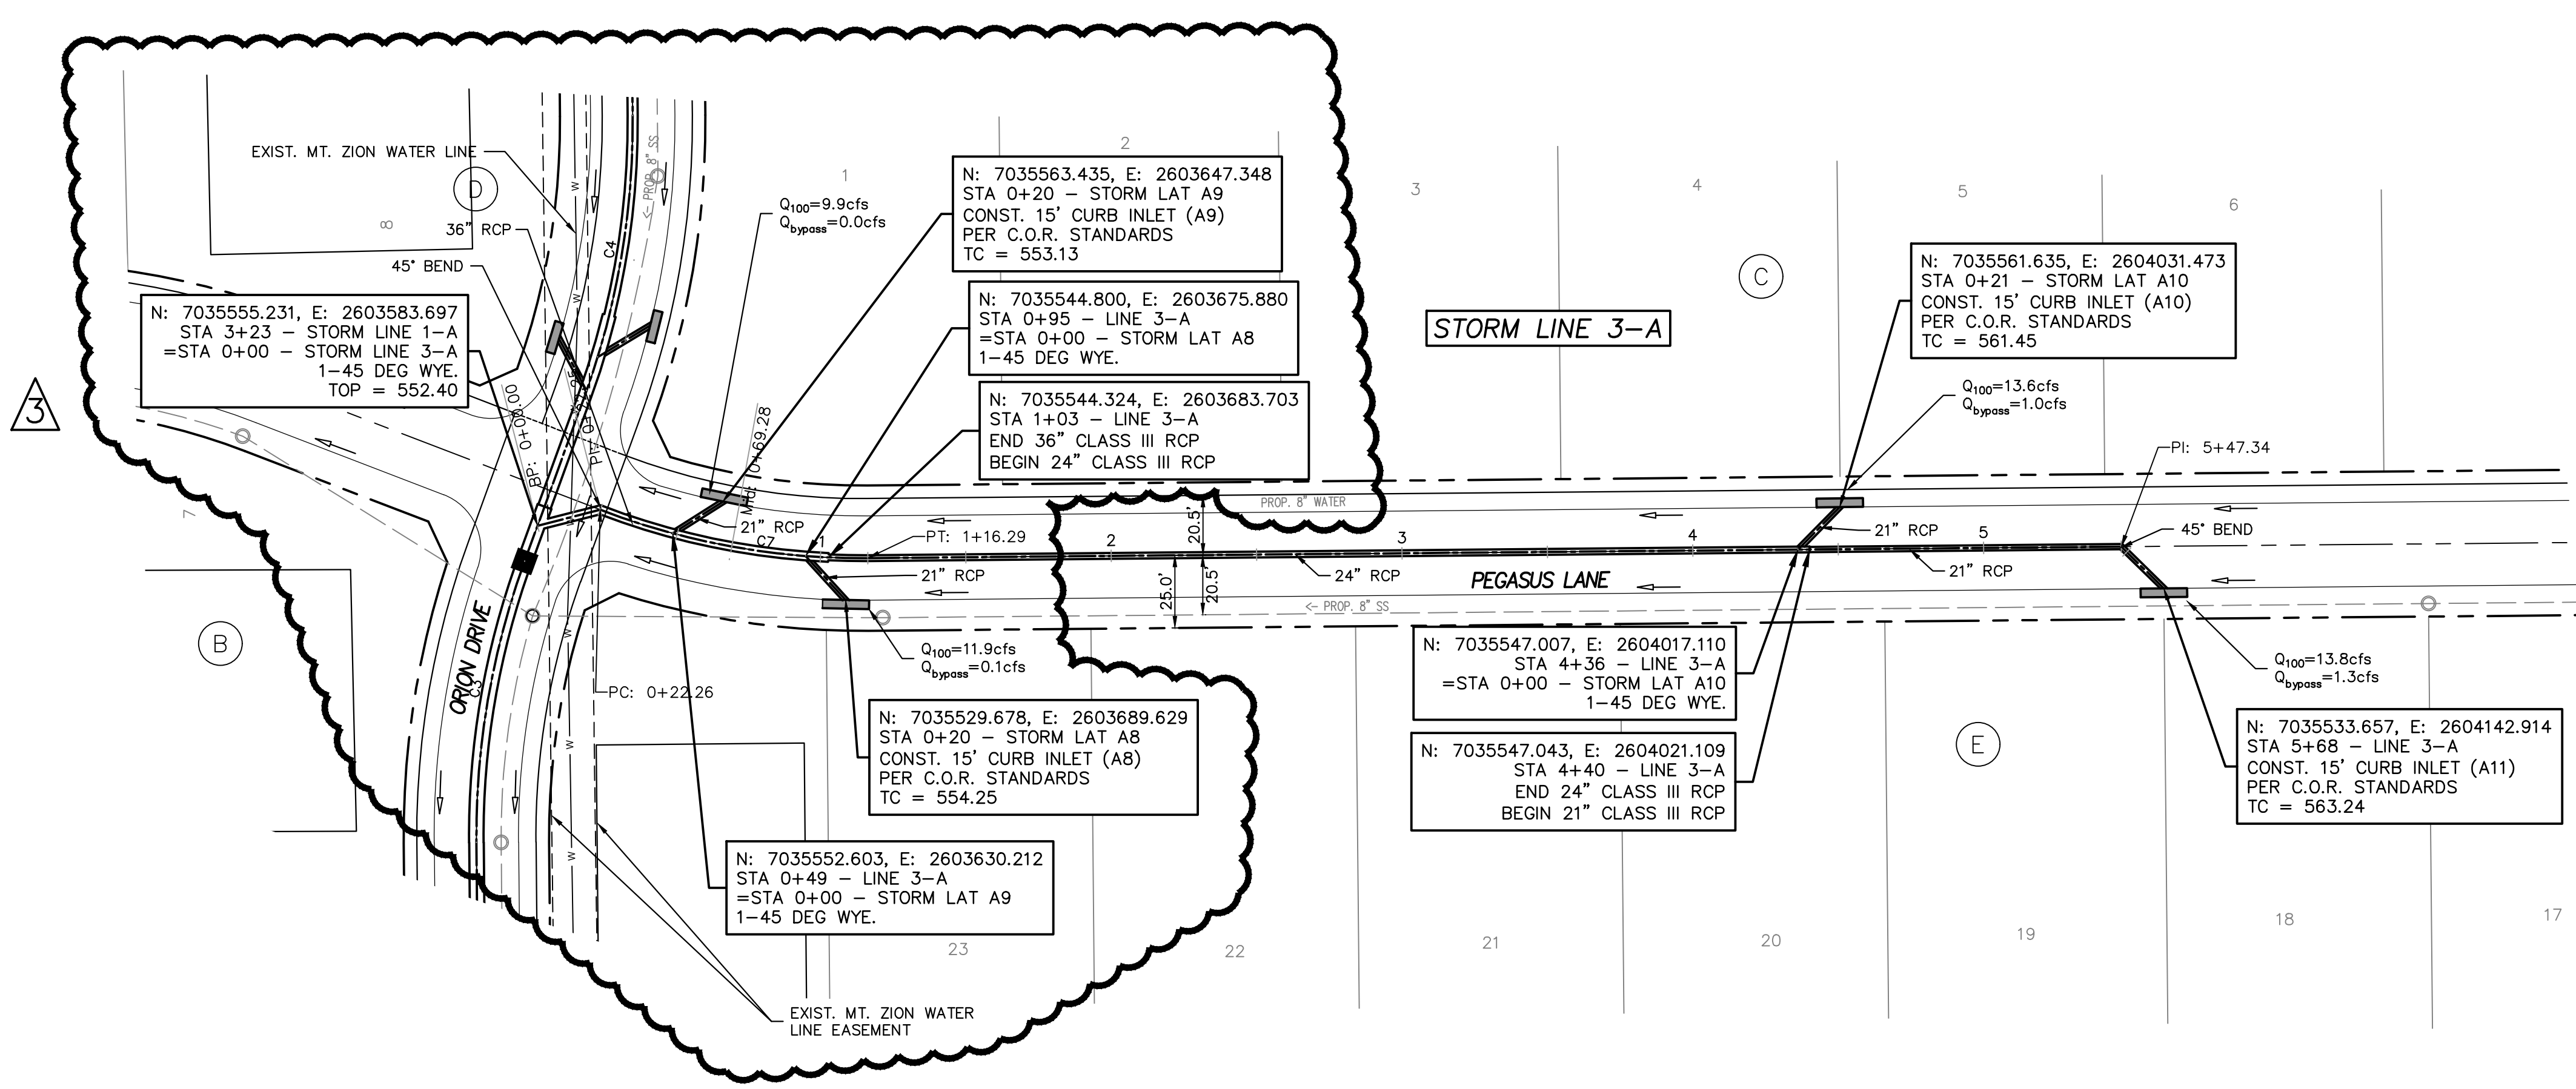 EXIST. MT. ZION WATER LINE
D
8
36" RCP
45° BEND
<- PROP. 8" SS
C4
1
2
3
4
5
6
Q100=9.9cfs
Qbypass=0.0cfs
N: 7035563.435, E: 2603647.348
STA 0+20 – STORM LAT A9
CONST. 15' CURB INLET (A9)
PER C.O.R. STANDARDS
TC = 553.13
N: 7035544.800, E: 2603675.880
STA 0+95 – LINE 3–A
=STA 0+00 – STORM LAT A8
1–45 DEG WYE.
N: 7035544.324, E: 2603683.703
STA 1+03 – LINE 3–A
END 36" CLASS III RCP
BEGIN 24" CLASS III RCP
N: 7035555.231, E: 2603583.697
STA 3+23 – STORM LINE 1–A
=STA 0+00 – STORM LINE 3–A
1–45 DEG WYE.
TOP = 552.40
3
STORM LINE 3-A
C
N: 7035561.635, E: 2604031.473
STA 0+21 – STORM LAT A10
CONST. 15' CURB INLET (A10)
PER C.O.R. STANDARDS
TC = 561.45
Q100=13.6cfs
Qbypass=1.0cfs
PI: 5+47.34
BP: 0+00.00
Mid: 0+69.28
PROP. 8" WATER
7
21" RCP
C7
1
PT: 1+16.29
2
20.5'
3
4
21" RCP
5
45° BEND
21" RCP
24" RCP
21" RCP
PEGASUS LANE
25.0'
20.5'
<- PROP. 8" SS
B
ORION DRIVE
C3
W
W
W
W
W
PC: 0+22.26
Q100=11.9cfs
Qbypass=0.1cfs
N: 7035529.678, E: 2603689.629
STA 0+20 – STORM LAT A8
CONST. 15' CURB INLET (A8)
PER C.O.R. STANDARDS
TC = 554.25
N: 7035547.007, E: 2604017.110
STA 4+36 – LINE 3–A
=STA 0+00 – STORM LAT A10
1–45 DEG WYE.
N: 7035547.043, E: 2604021.109
STA 4+40 – LINE 3–A
END 24" CLASS III RCP
BEGIN 21" CLASS III RCP
E
Q100=13.8cfs
Qbypass=1.3cfs
N: 7035533.657, E: 2604142.914
STA 5+68 – LINE 3–A
CONST. 15' CURB INLET (A11)
PER C.O.R. STANDARDS
TC = 563.24
N: 7035552.603, E: 2603630.212
STA 0+49 – LINE 3–A
=STA 0+00 – STORM LAT A9
1–45 DEG WYE.
23
22
21
20
19
18
17
EXIST. MT. ZION WATER
LINE EASEMENT